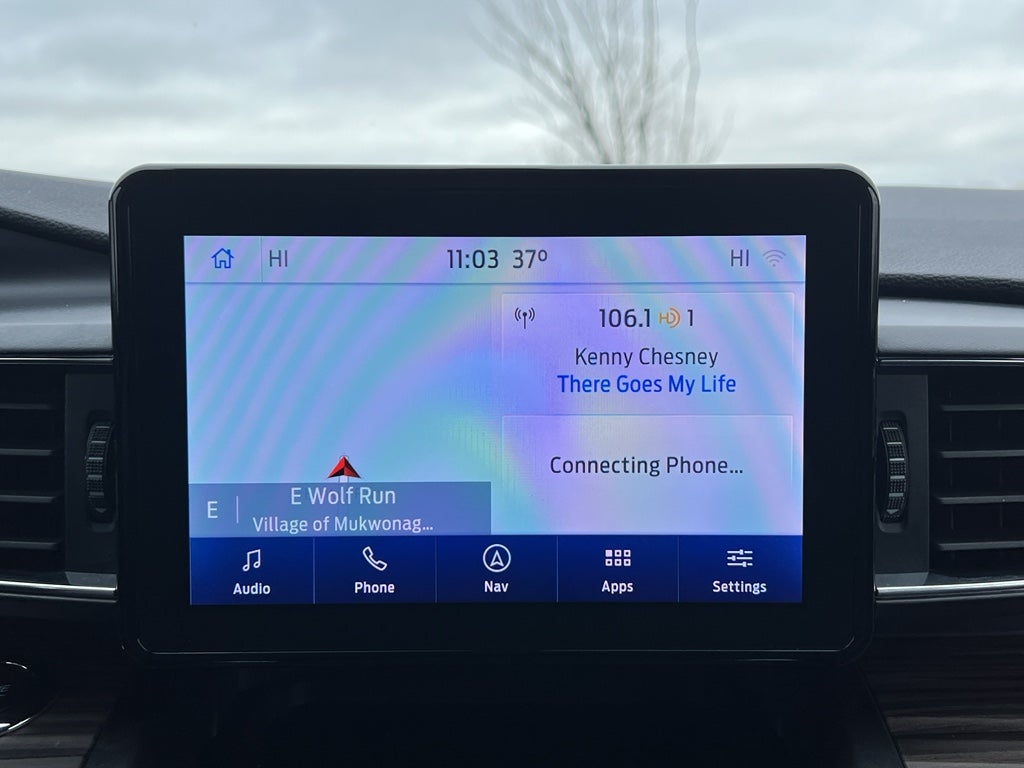 HI
11:03 37°
HI
106.1 HD 1
Kenny Chesney
There Goes My Life
Connecting Phone...
E
E Wolf Run
Village of Mukwonag...
Audio
Phone
Nav
Apps
Settings